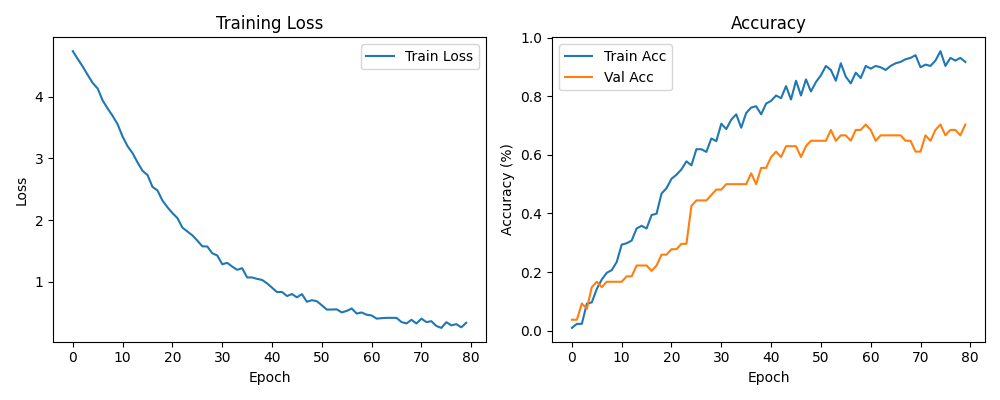 Training Loss
Train Loss
4
3
2
1
Loss
0 10 20 30 40 50 60 70 80
Epoch
Accuracy
Train Acc
Val Acc
1.0
0.8
0.6
0.4
0.2
0.0
Accuracy (%)
0 10 20 30 40 50 60 70 80
Epoch